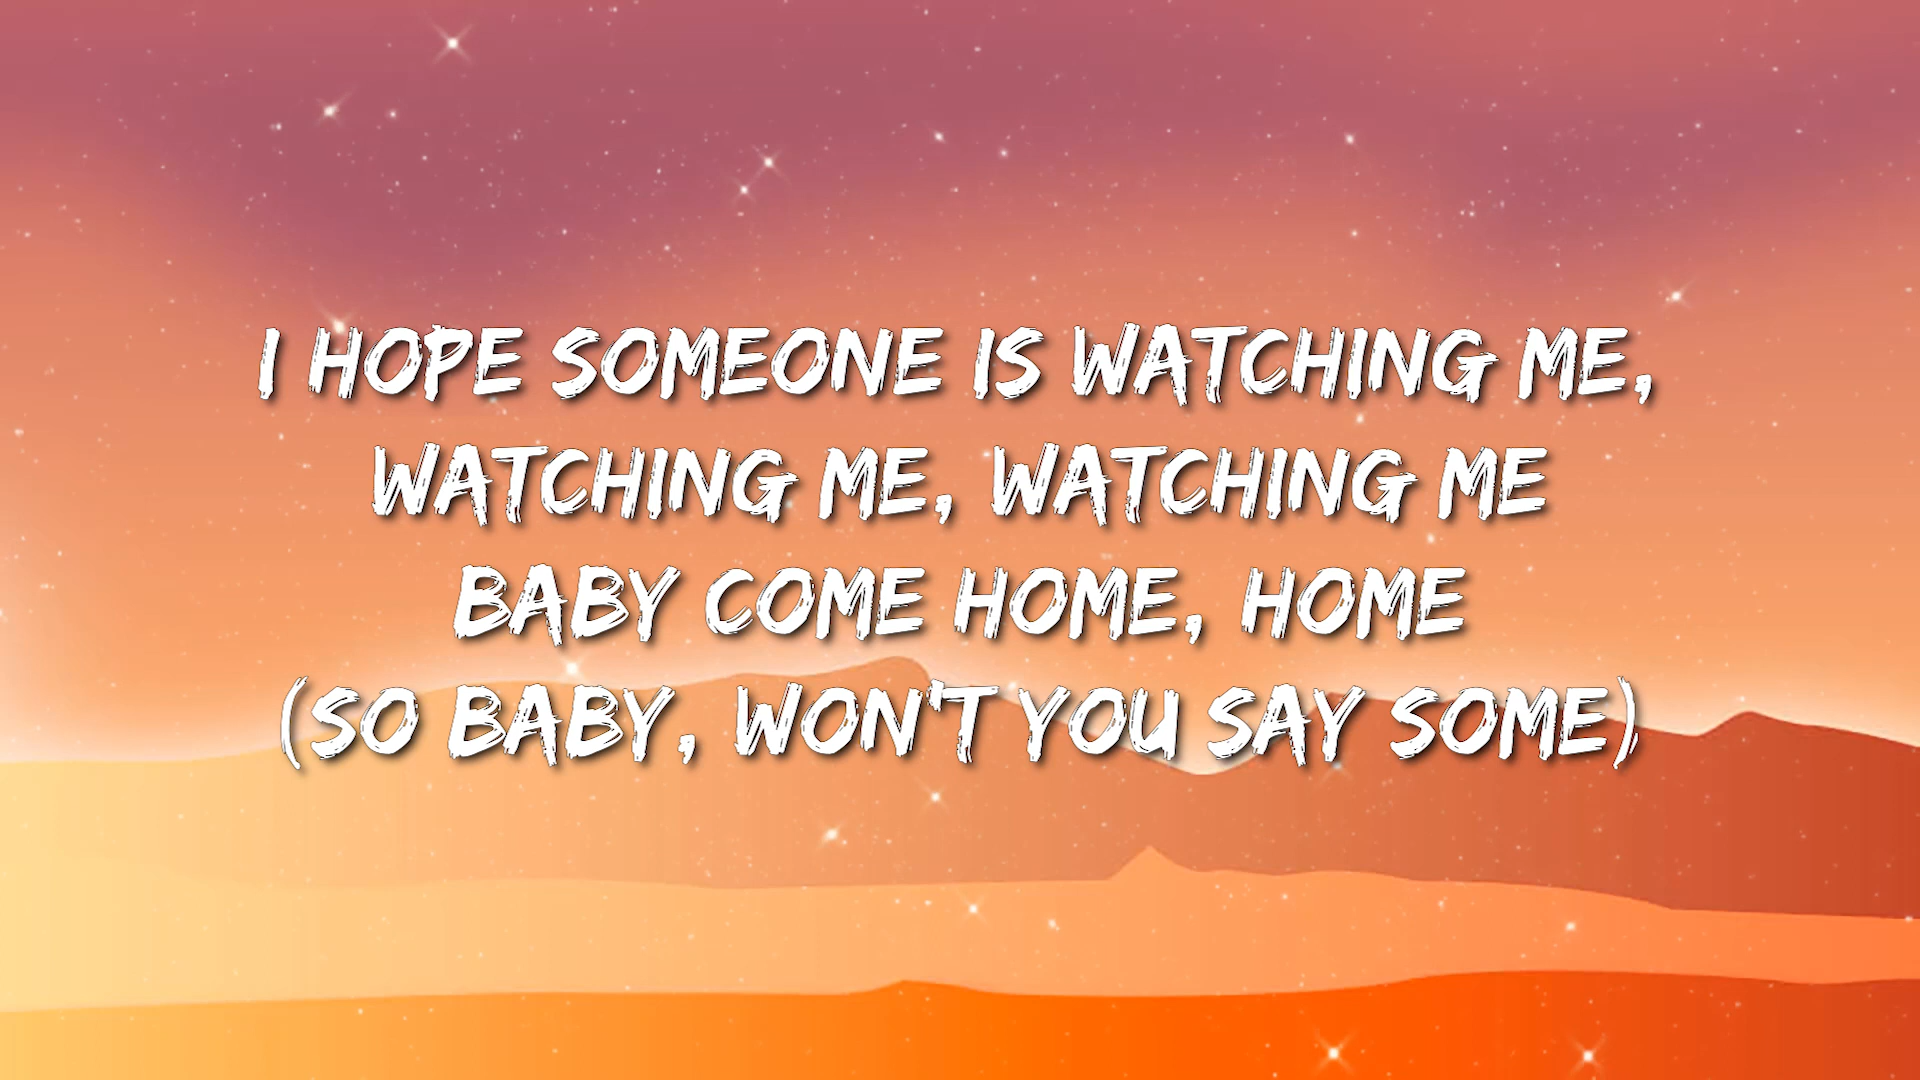 I HOPE SOMEONE IS WATCHING ME,
WATCHING ME, WATCHING ME
BABY COME HOME, HOME
(SO BABY, WON'T YOU SAY SOME)